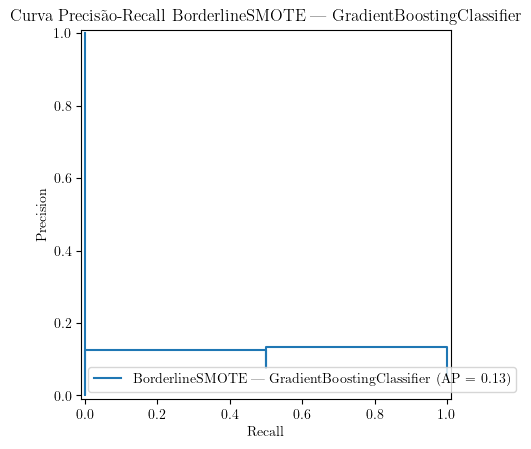 Curva Precisão-Recall BorderlineSMOTE — GradientBoostingClassifier
1.0
0.8
0.6
0.4
0.2
0.0
Precision
BorderlineSMOTE — GradientBoostingClassifier (AP = 0.13)
0.0 0.2 0.4 0.6 0.8 1.0
Recall